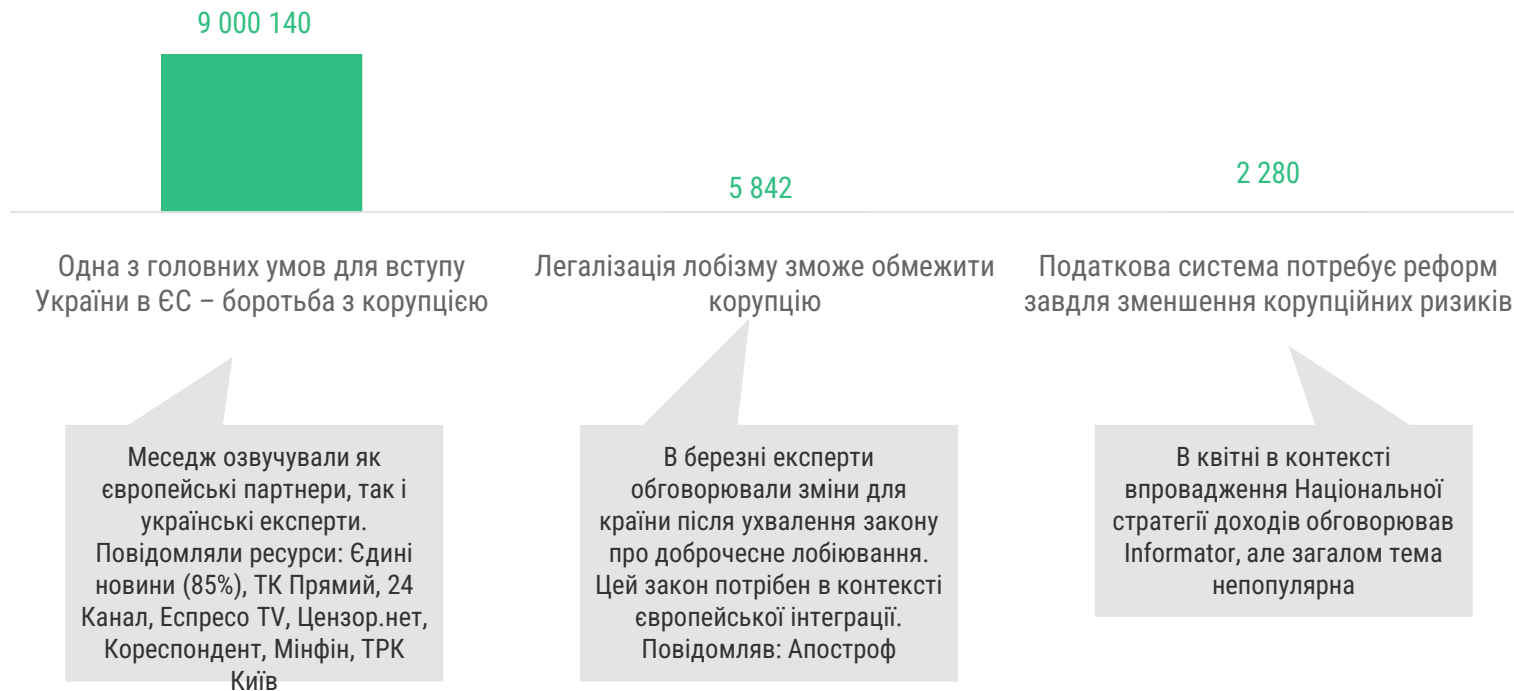 9 000 140
5 842
2 280
Одна з головних умов для вступу
України в ЄС – боротьба з корупцією
Легалізація лобізму зможе обмежити
корупцію
Податкова система потребує реформ
завдля зменшення корупційних ризиків
Меседж озвучували як
європейські партнери, так і
українські експерти.
Повідомляли ресурси: Єдині
новини (85%), ТК Прямий, 24
Канал, Еспресо TV, Цензор.нет,
Кореспондент, Мінфін, ТРК
Київ
В березні експерти
обговорювали зміни для
країни після ухвалення закону
про доброчесне лобіювання.
Цей закон потрібен в контексті
європейської інтеграції.
Повідомляв: Апостроф
В квітні в контексті
впровадження Національної
стратегії доходів обговорював
Informator, але загалом тема
непопулярна